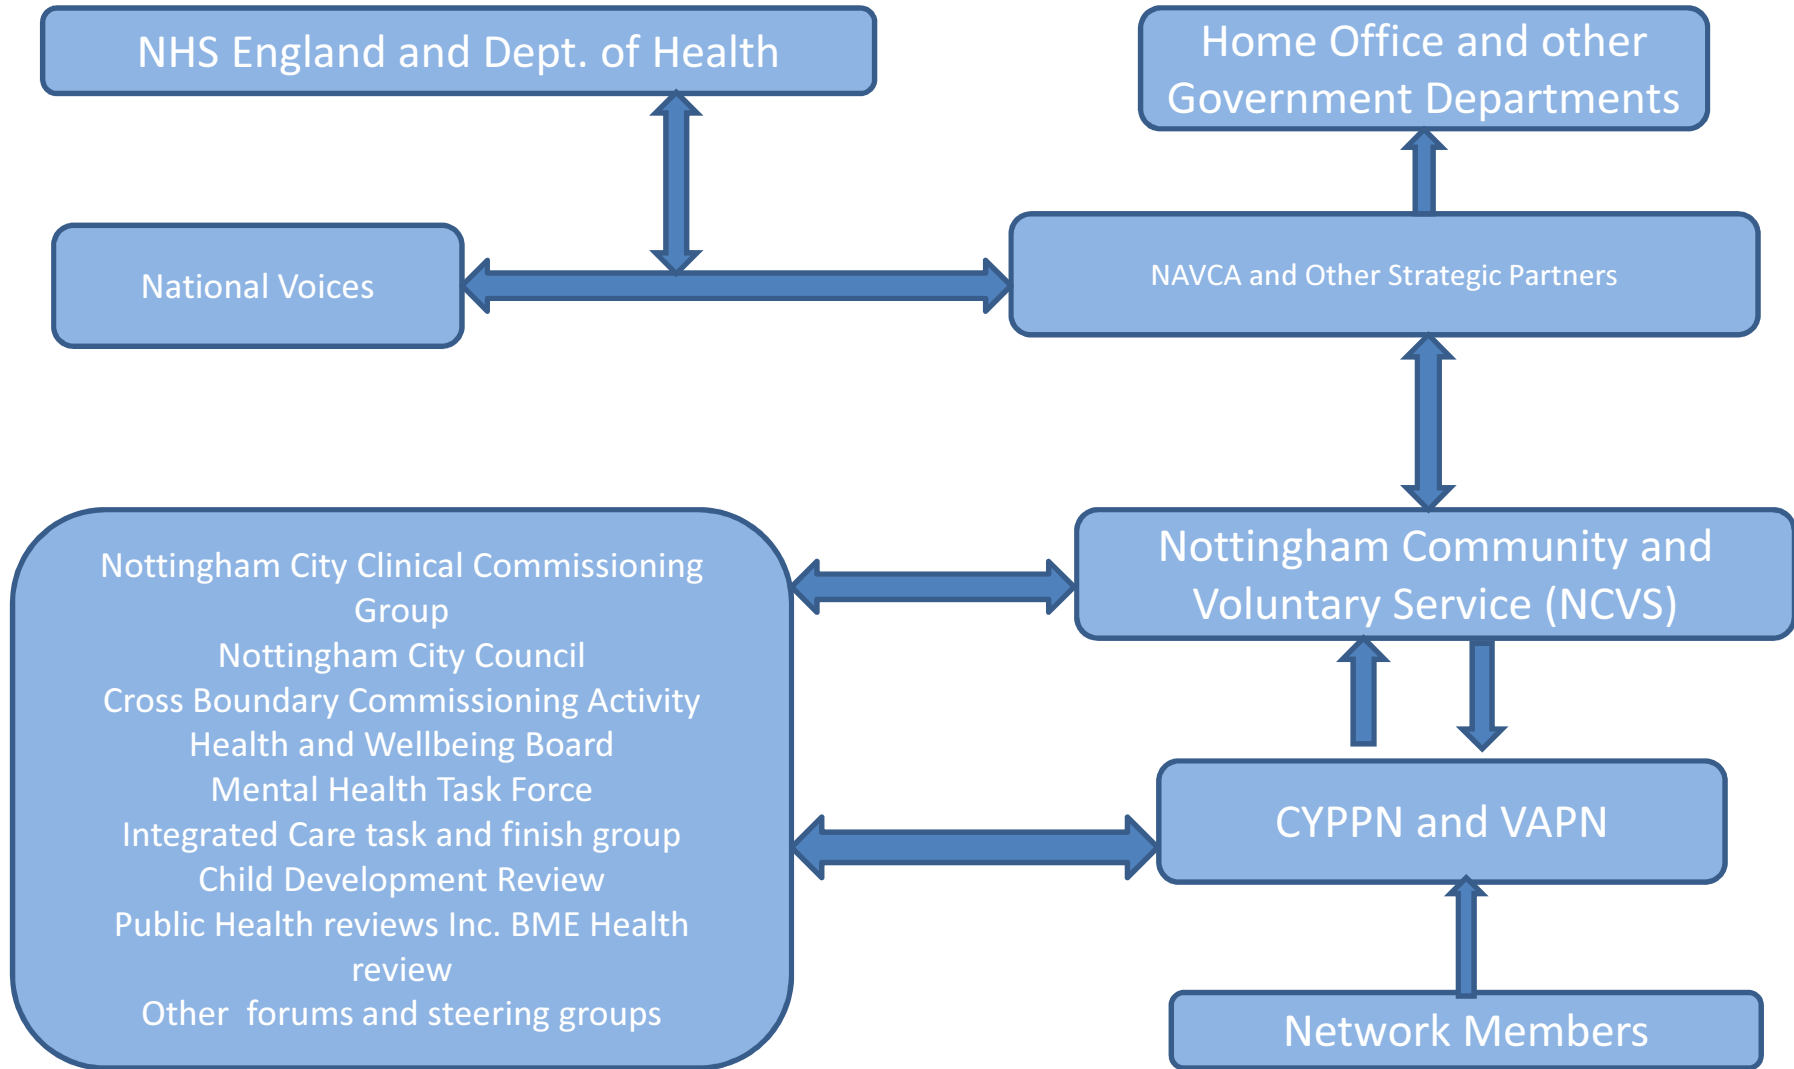 NHS England and Dept. of Health
Home Office and other
Government Departments
National Voices
NAVCA and Other Strategic Partners
Nottingham City Clinical Commissioning
Group
Nottingham City Council
Cross Boundary Commissioning Activity
Health and Wellbeing Board
Mental Health Task Force
Integrated Care task and finish group
Child Development Review
Public Health reviews Inc. BME Health
review
Other  forums and steering groups
Nottingham Community and
Voluntary Service (NCVS)
CYPPN and VAPN
Network Members